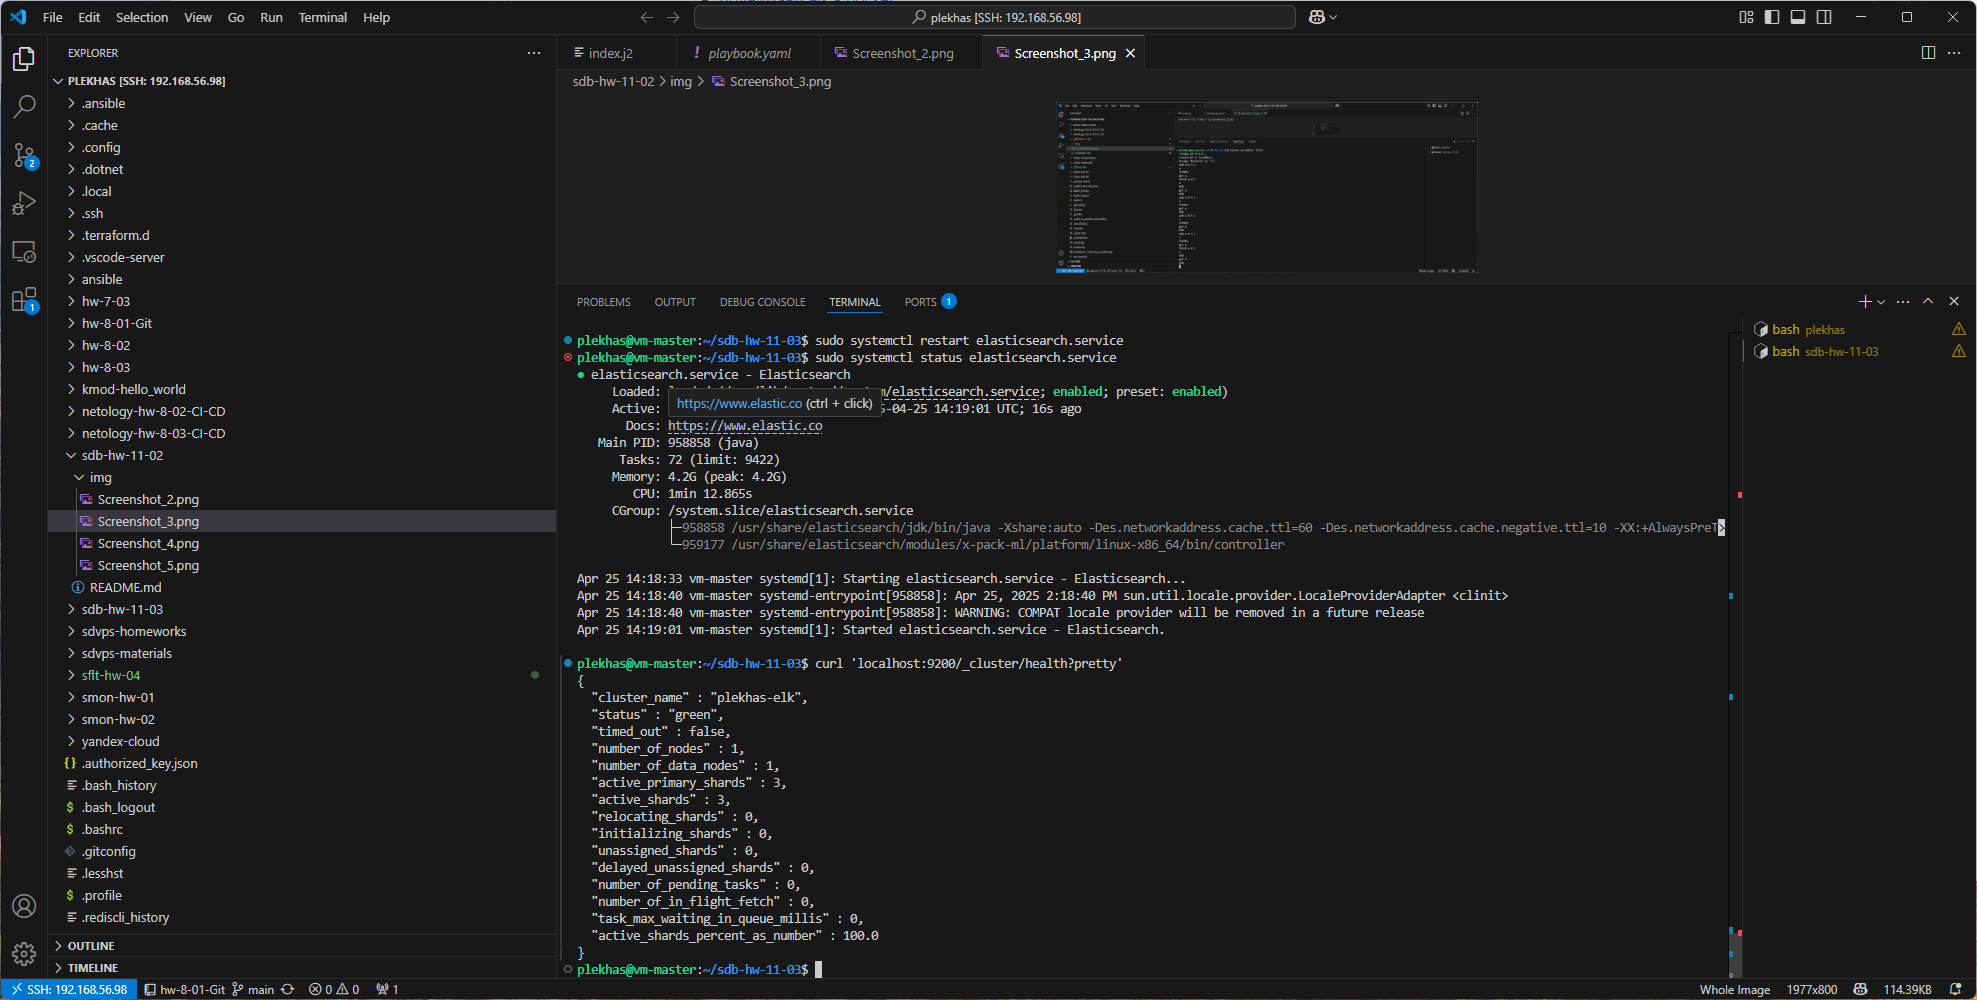 File Edit Selection View Go Run Terminal Help
plekhas [SSH: 192.168.56.98]
EXPLORER
PLEKHAS [SSH: 192.168.56.98]
.ansible
.cache
.config
.dotnet
.local
.ssh
.terraform.d
.vscode-server
ansible
hw-7-03
hw-8-01-Git
hw-8-02
hw-8-03
kmod-hello_world
netology-hw-8-02-CI-CD
netology-hw-8-03-CI-CD
sdb-hw-11-02
img
Screenshot_2.png
Screenshot_3.png
Screenshot_4.png
Screenshot_5.png
README.md
sdb-hw-11-03
sdvps-homeworks
sdvps-materials
sflt-hw-04
smon-hw-01
smon-hw-02
yandex-cloud
.authorized_key.json
.bash_history
.bash_logout
.bashrc
.gitconfig
.lesshst
.profile
.rediscli_history
OUTLINE
TIMELINE
2
1
index.j2
playbook.yaml
Screenshot_2.png
Screenshot_3.png
sdb-hw-11-02 > img > Screenshot_3.png
PROBLEMS OUTPUT DEBUG CONSOLE TERMINAL PORTS 1
bash plekhas
bash sdb-hw-11-03
plekhas@vm-master:~/sdb-hw-11-03$ sudo systemctl restart elasticsearch.service
plekhas@vm-master:~/sdb-hw-11-03$ sudo systemctl status elasticsearch.service
● elasticsearch.service - Elasticsearch
Loaded: m/elasticsearch.service; enabled; preset: enabled)
https://www.elastic.co (ctrl + click)
Active: 5-04-25 14:19:01 UTC; 16s ago
Docs: https://www.elastic.co
Main PID: 958858 (java)
Tasks: 72 (limit: 9422)
Memory: 4.2G (peak: 4.2G)
CPU: 1min 12.865s
CGroup: /system.slice/elasticsearch.service
├─958858 /usr/share/elasticsearch/jdk/bin/java -Xshare:auto -Des.networkaddress.cache.ttl=60 -Des.networkaddress.cache.negative.ttl=10 -XX:+AlwaysPreT>
└─959177 /usr/share/elasticsearch/modules/x-pack-ml/platform/linux-x86_64/bin/controller
Apr 25 14:18:33 vm-master systemd[1]: Starting elasticsearch.service - Elasticsearch...
Apr 25 14:18:40 vm-master systemd-entrypoint[958858]: Apr 25, 2025 2:18:40 PM sun.util.locale.provider.LocaleProviderAdapter <clinit>
Apr 25 14:18:40 vm-master systemd-entrypoint[958858]: WARNING: COMPAT locale provider will be removed in a future release
Apr 25 14:19:01 vm-master systemd[1]: Started elasticsearch.service - Elasticsearch.
plekhas@vm-master:~/sdb-hw-11-03$ curl 'localhost:9200/_cluster/health?pretty'
{
"cluster_name" : "plekhas-elk",
"status" : "green",
"timed_out" : false,
"number_of_nodes" : 1,
"number_of_data_nodes" : 1,
"active_primary_shards" : 3,
"active_shards" : 3,
"relocating_shards" : 0,
"initializing_shards" : 0,
"unassigned_shards" : 0,
"delayed_unassigned_shards" : 0,
"number_of_pending_tasks" : 0,
"number_of_in_flight_fetch" : 0,
"task_max_waiting_in_queue_millis" : 0,
"active_shards_percent_as_number" : 100.0
}
plekhas@vm-master:~/sdb-hw-11-03$
SSH: 192.168.56.98 hw-8-01-Git main 0 0 1 Whole Image 1977x800 114.39KB